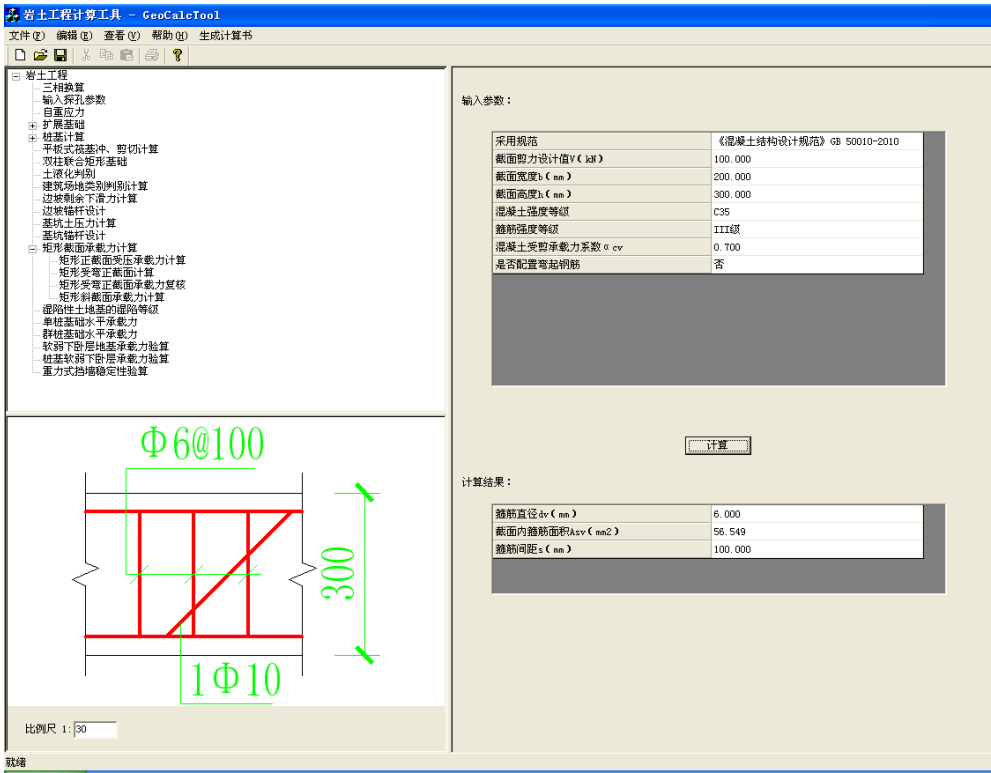 岩土工程计算工具 - GeoCalcTool
文件(F) 编辑(E) 查看(V) 帮助(H) 生成计算书
岩土工程
三相换算
输入探孔参数
自重应力
扩展基础
桩基计算
平板式筏基冲、剪切计算
双柱联合矩形基础
土液化判别
建筑场地类别判别计算
边坡剩余下滑力计算
边坡锚杆设计
基坑土压力计算
基坑锚杆设计
矩形截面承载力计算
矩形正截面受压承载力计算
矩形受弯正截面计算
矩形受弯正截面承载力复核
矩形斜截面承载力计算
湿陷性土地基的湿陷等级
单桩基础水平承载力
群桩基础水平承载力
软弱下卧层地基承载力验算
桩基软弱下卧层承载力验算
重力式挡墙稳定性验算
Φ6@100
300
1Φ10
比例尺 1: 30
就绪
输入参数:
采用规范 《混凝土结构设计规范》GB 50010-2010
截面剪力设计值V(kN) 100.000
截面宽度b(mm) 200.000
截面高度h(mm) 300.000
混凝土强度等级 C35
箍筋强度等级 III级
混凝土受剪承载力系数αcv 0.700
是否配置弯起钢筋 否
计算
计算结果:
箍筋直径dv(mm) 6.000
截面内箍筋面积Asv(mm2) 56.549
箍筋间距s(mm) 100.000